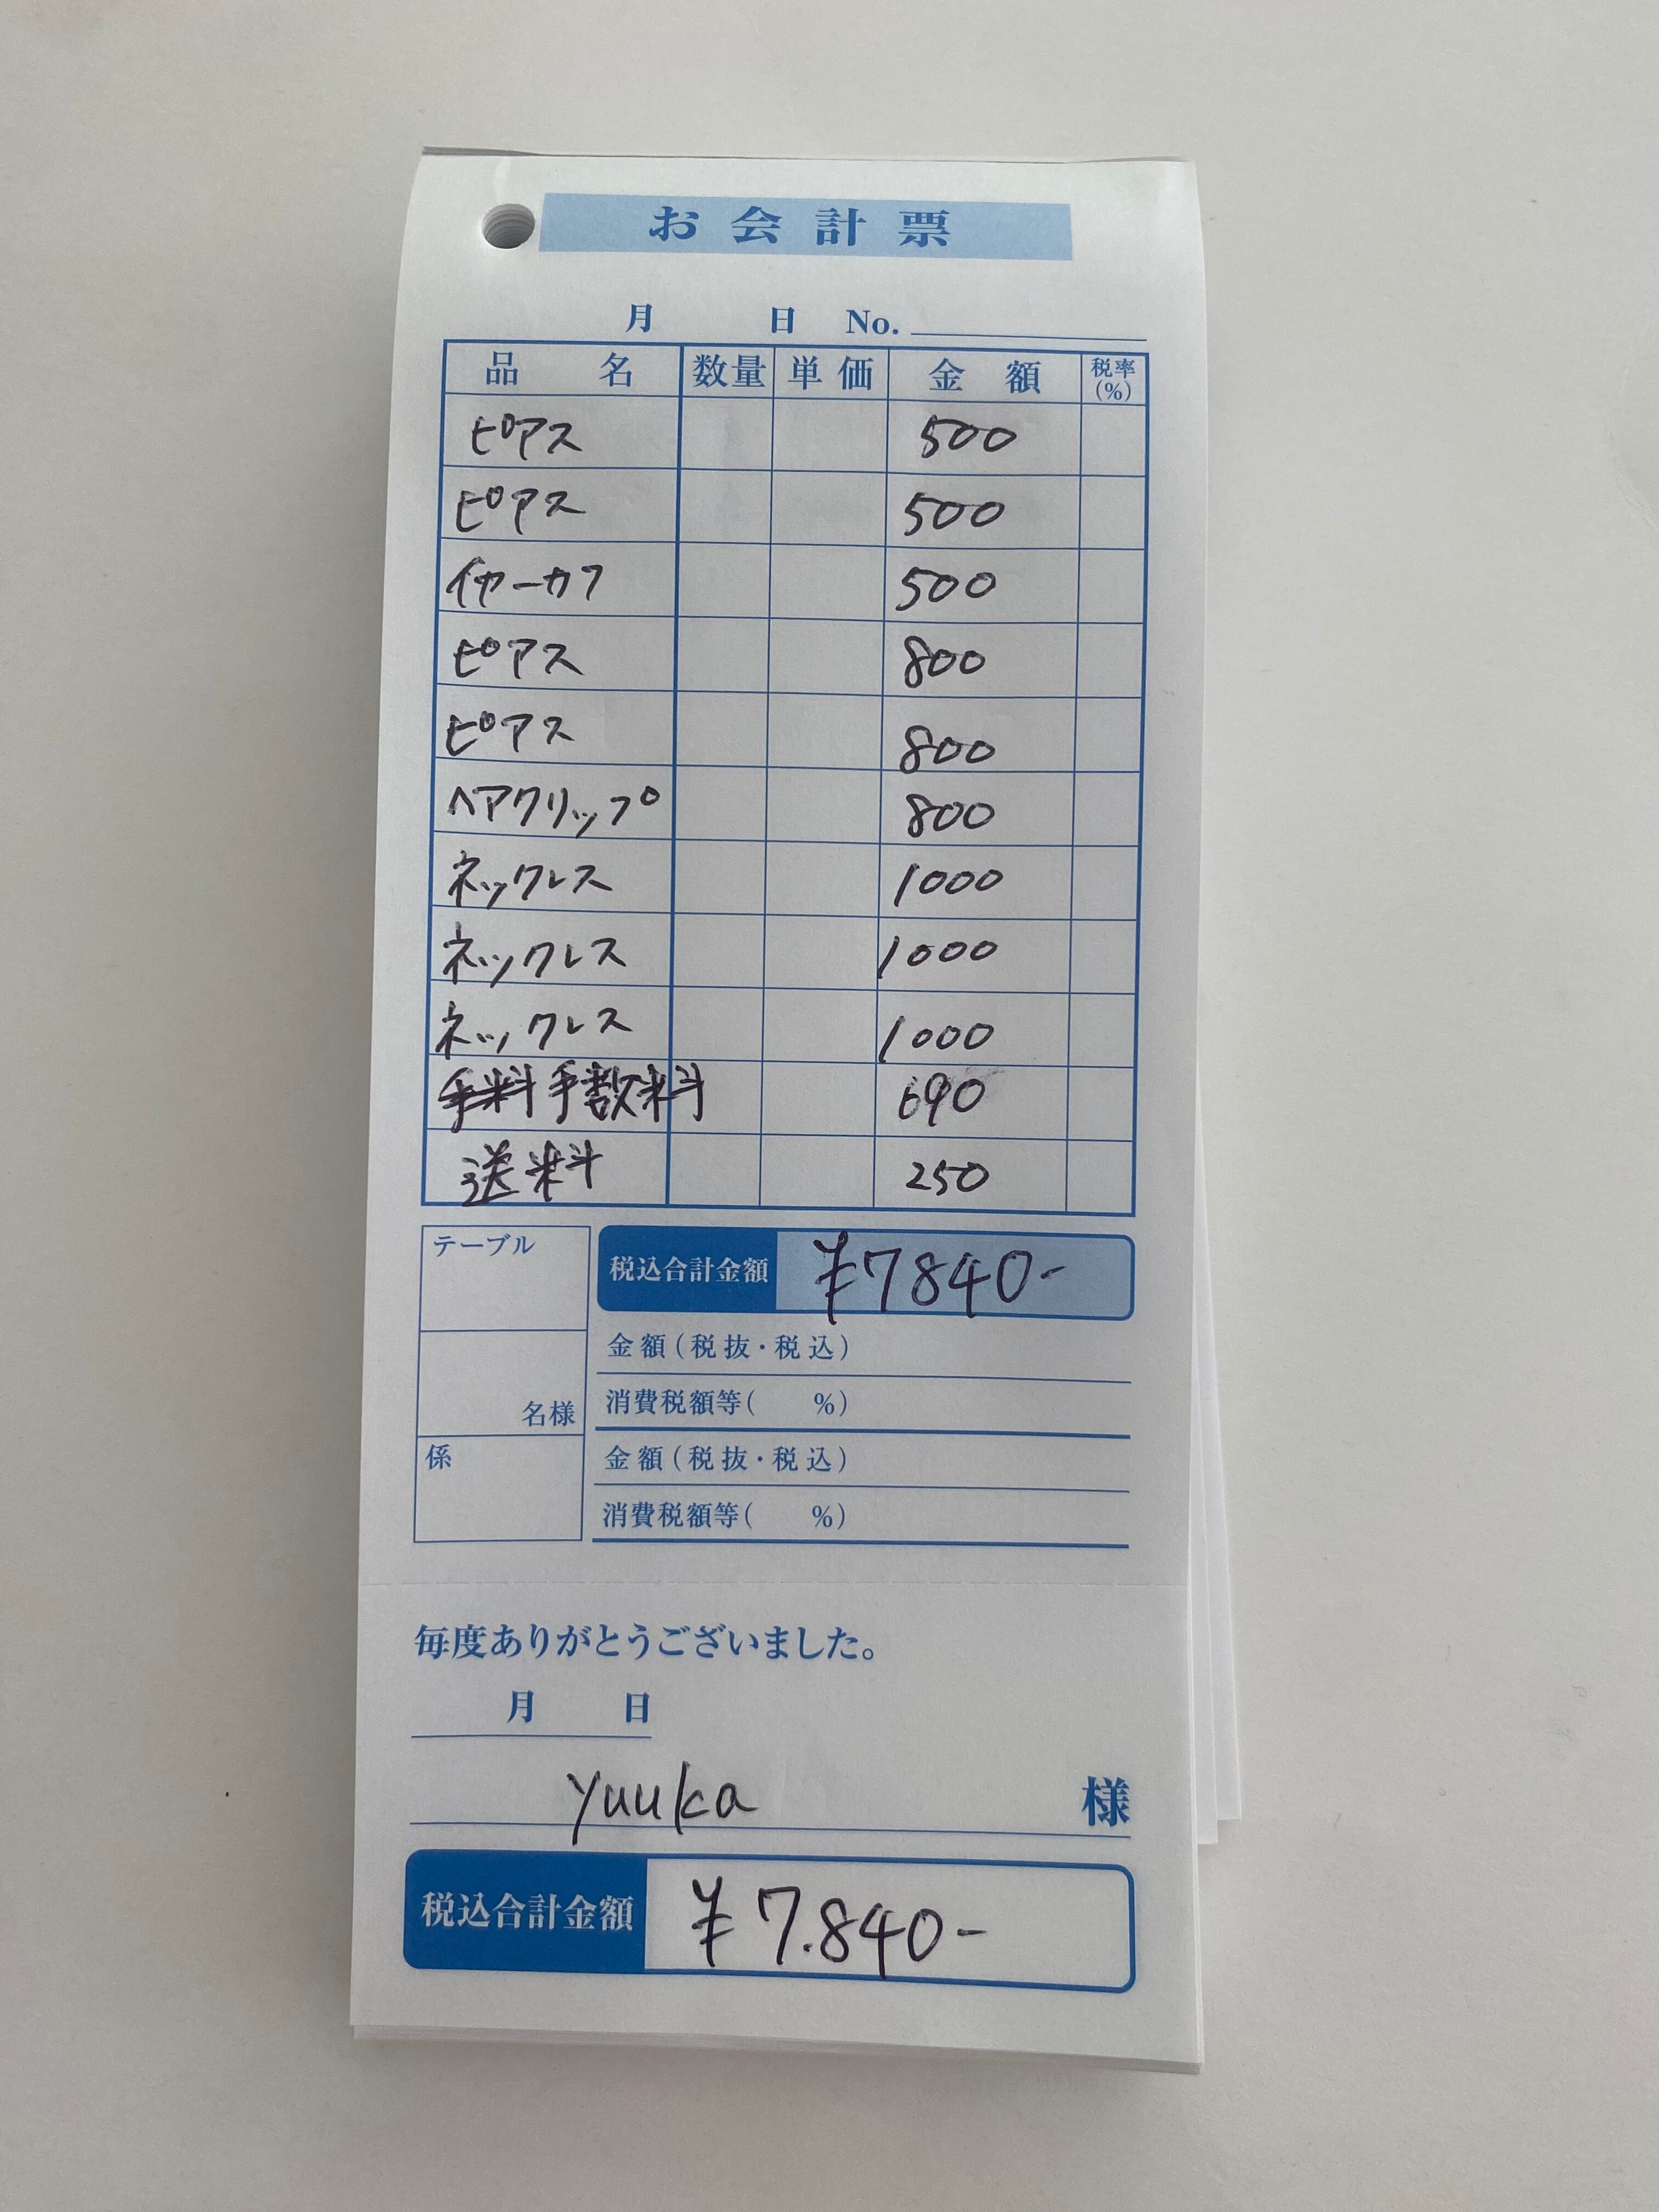 お会計票
月 日 No.
品名 数量 単価 金額 税率(%)
ピアス 500
ピアス 500
イヤーカフ 500
ピアス 800
ピアス 800
ヘアクリップ 800
ネックレス 1000
ネックレス 1000
ネックレス 1000
手料 手数料 690
送料 250
テーブル
税込合計金額 ¥7840-
金額(税抜・税込)
名様 消費税額等( %)
係 金額(税抜・税込)
消費税額等( %)
毎度ありがとうございました。
月 日
yuuka 様
税込合計金額 ¥7.840-